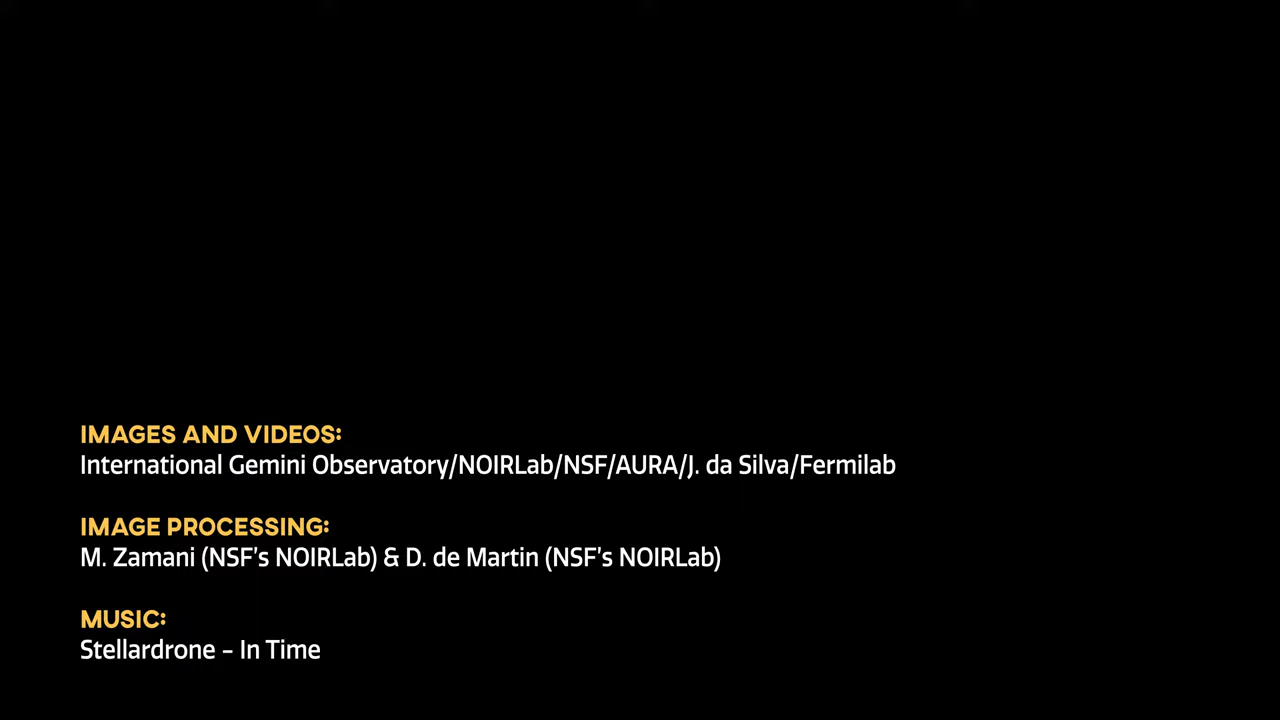 IMAGES AND VIDEOS:
International Gemini Observatory/NOIRLab/NSF/AURA/J. da Silva/Fermilab
IMAGE PROCESSING:
M. Zamani (NSF's NOIRLab) & D. de Martin (NSF's NOIRLab)
MUSIC:
Stellardrone – In Time